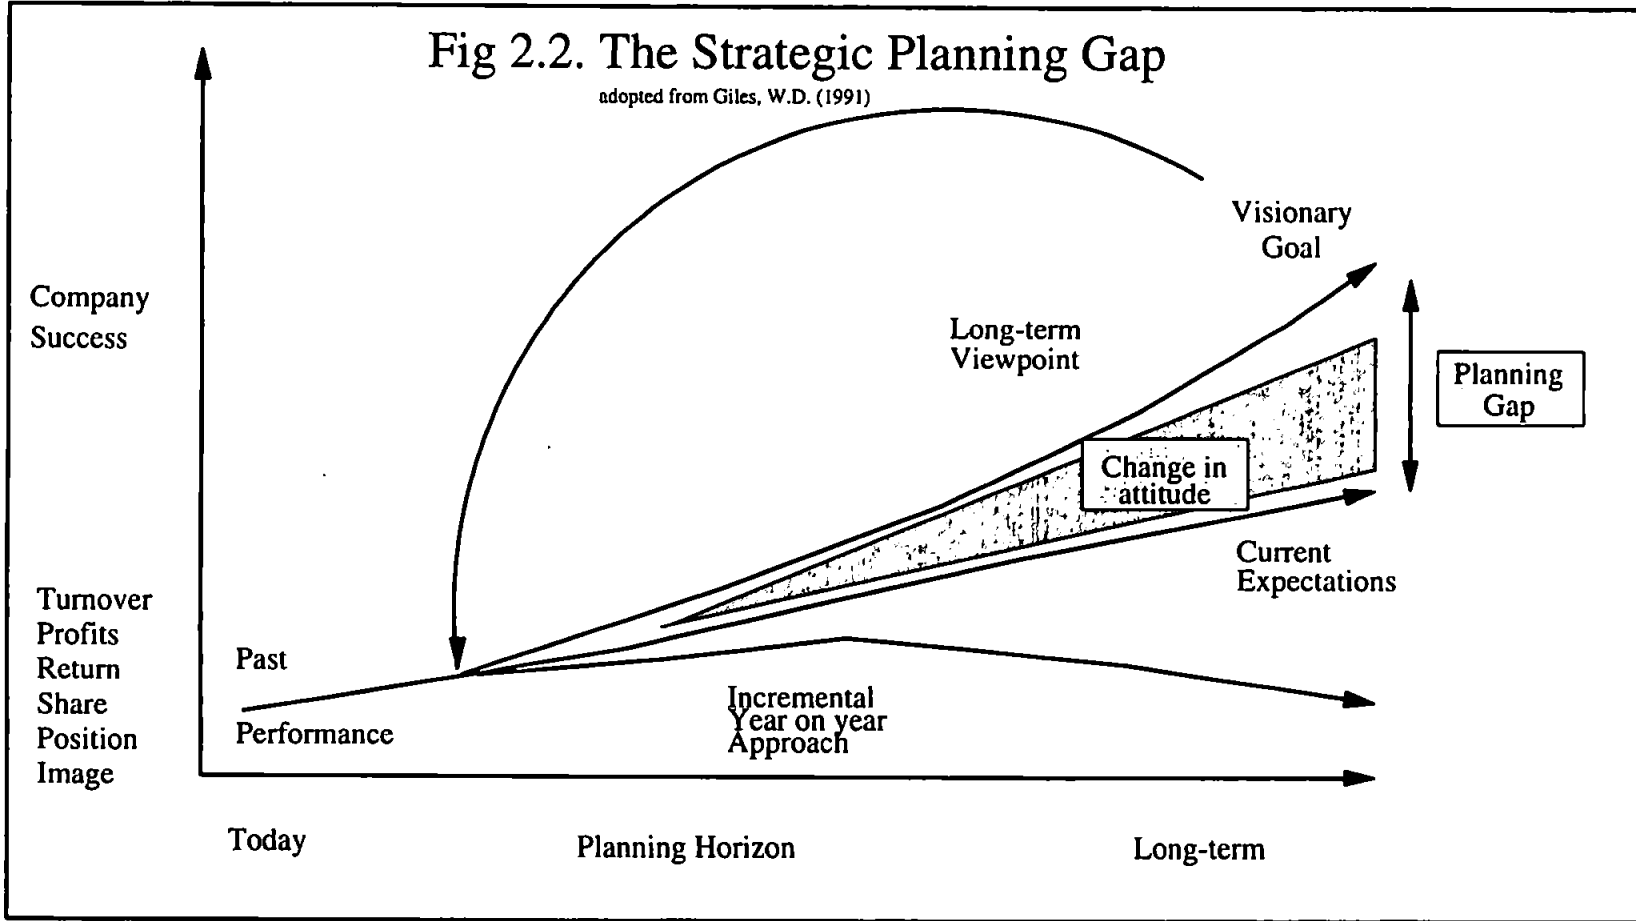 Fig 2.2. The Strategic Planning Gap
adopted from Giles, W.D. (1991)
Visionary
Goal
Company
Success
Long-term
Viewpoint
Planning
Gap
Change in
attitude
Current
Expectations
Turnover
Profits
Return
Share
Position
Image
Past
Performance
Incremental
Year on year
Approach
Today
Planning Horizon
Long-term